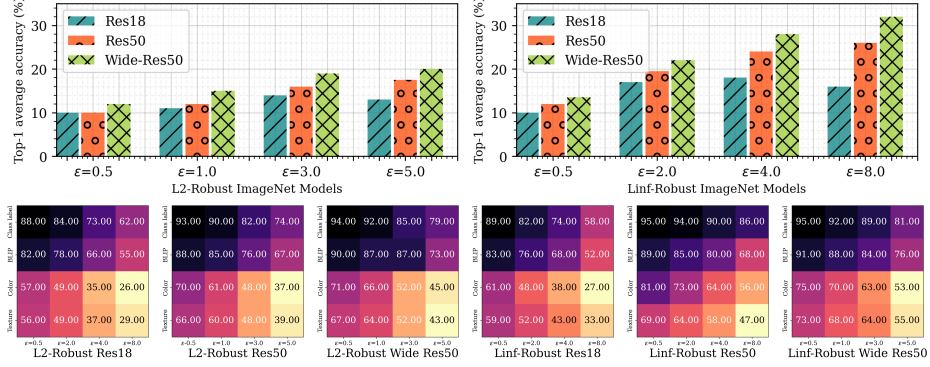 Top-1 average accuracy (%)
30
20
10
0
Res18
Res50
Wide-Res50
ε=0.5 ε=1.0 ε=3.0 ε=5.0
L2-Robust ImageNet Models
Top-1 average accuracy (%)
30
20
10
0
Res18
Res50
Wide-Res50
ε=0.5 ε=2.0 ε=4.0 ε=8.0
Linf-Robust ImageNet Models
Class label 88.00 84.00 73.00 62.00
BLIP 82.00 78.00 66.00 55.00
Color 57.00 49.00 35.00 26.00
Texture 56.00 49.00 37.00 29.00
ε=0.5 ε=1.0 ε=4.0 ε=8.0
L2-Robust Res18
Class label 93.00 90.00 82.00 74.00
BLIP 88.00 85.00 76.00 67.00
Color 70.00 61.00 48.00 37.00
Texture 66.00 60.00 48.00 39.00
ε-0.5 ε=1.0 ε=3.0 ε=8.0
L2-Robust Res50
Class label 94.00 92.00 85.00 79.00
BLIP 90.00 87.00 87.00 73.00
Color 71.00 66.00 52.00 45.00
Texture 67.00 64.00 52.00 43.00
ε=0.5 ε=1.0 ε=3.0 ε=8.0
L2-Robust Wide Res50
Class label 89.00 82.00 74.00 58.00
BLIP 83.00 76.00 68.00 52.00
Color 61.00 48.00 38.00 27.00
Texture 59.00 52.00 43.00 33.00
ε=0.5 ε=2.0 ε=4.0 ε=8.0
Linf-Robust Res18
Class label 95.00 94.00 90.00 86.00
BLIP 89.00 85.00 80.00 68.00
Color 81.00 73.00 64.00 56.00
Texture 69.00 64.00 58.00 47.00
ε=0.5 ε=2.0 ε=4.0 ε=8.0
Linf-Robust Res50
Class label 95.00 92.00 89.00 81.00
BLIP 91.00 88.00 84.00 76.00
Color 75.00 70.00 63.00 53.00
Texture 73.00 68.00 64.00 55.00
ε=0.5 ε=2.0 ε=4.0 ε=8.0
Linf-Robust Wide Res50